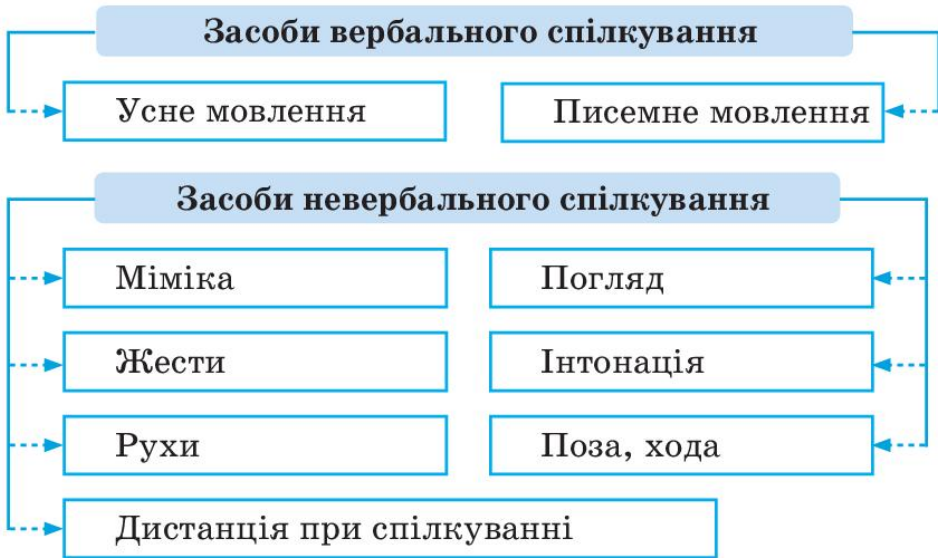 Засоби вербального спілкування
Усне мовлення
Писемне мовлення
Засоби невербального спілкування
Міміка
Погляд
Жести
Інтонація
Рухи
Поза, хода
Дистанція при спілкуванні